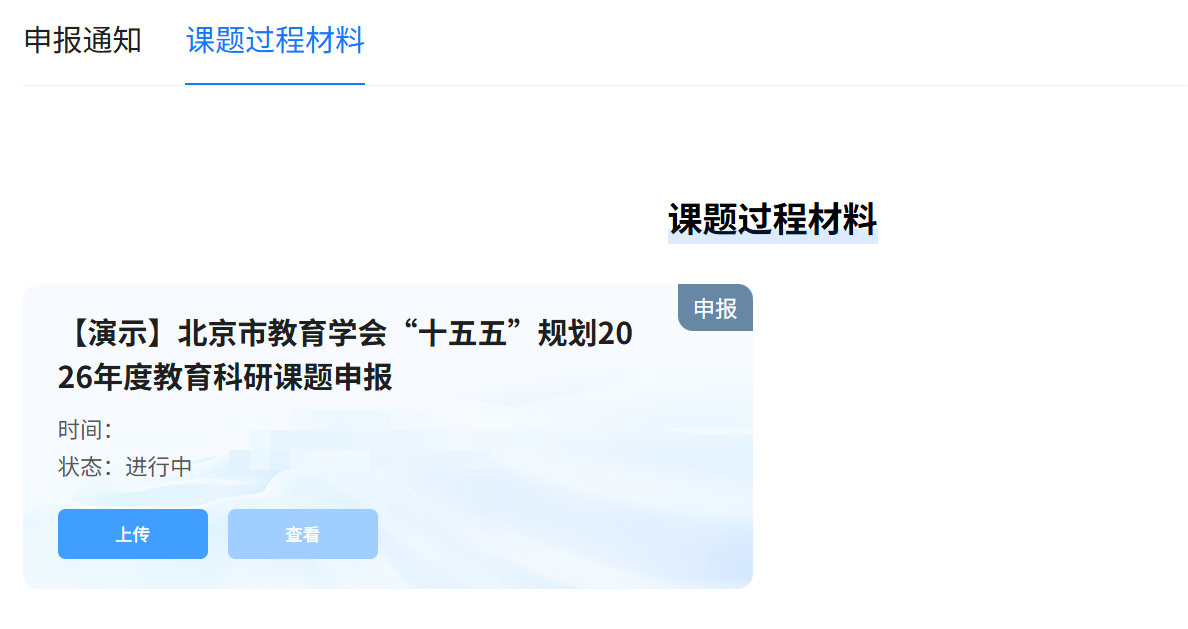 申报通知 课题过程材料
课题过程材料
申报
【演示】北京市教育学会“十五五”规划20
26年度教育科研课题申报
时间：
状态：进行中
上传 查看